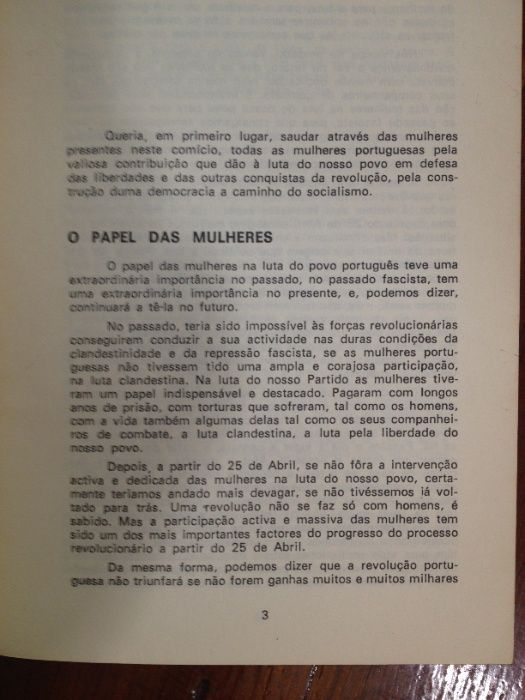 Queria, em primeiro lugar, saudar através das mulheres
presentes neste comício, todas as mulheres portuguesas pela
valiosa contribuição que dão à luta do nosso povo em defesa
das liberdades e das outras conquistas da revolução, pela cons-
trução duma democracia a caminho do socialismo.
O PAPEL DAS MULHERES
O papel das mulheres na luta do povo português teve uma
extraordinária importância no passado, no passado fascista, tem
uma extraordinária importância no presente, e, podemos dizer,
continuará a tê-la no futuro.
No passado, teria sido impossível às forças revolucionárias
conseguirem conduzir a sua actividade nas duras condições da
clandestinidade e da repressão fascista, se as mulheres portu-
guesas não tivessem tido uma ampla e corajosa participação,
na luta clandestina. Na luta do nosso Partido as mulheres tive-
ram um papel indispensável e destacado. Pagaram com longos
anos de prisão, com torturas que sofreram, tal como os homens,
com a vida também algumas delas tal como os seus companhei-
ros de combate, a luta clandestina, a luta pela liberdade do
nosso povo.
Depois, a partir do 25 de Abril, se não fôra a intervenção
activa e dedicada das mulheres na luta do nosso povo, certa-
mente teriamos andado mais devagar, se não tivéssemos iá vol-
tado para trás. Uma revolução não se faz só com homens, é
sabido. Mas a participação activa e massiva das mulheres tem
sido um dos mais importantes factores do progresso do processo
revolucionário a partir do 25 de Abril.
Da mesma forma, podemos dizer que a revolução portu-
guesa não triunfará se não forem ganhas muitos e muitos milhares
3